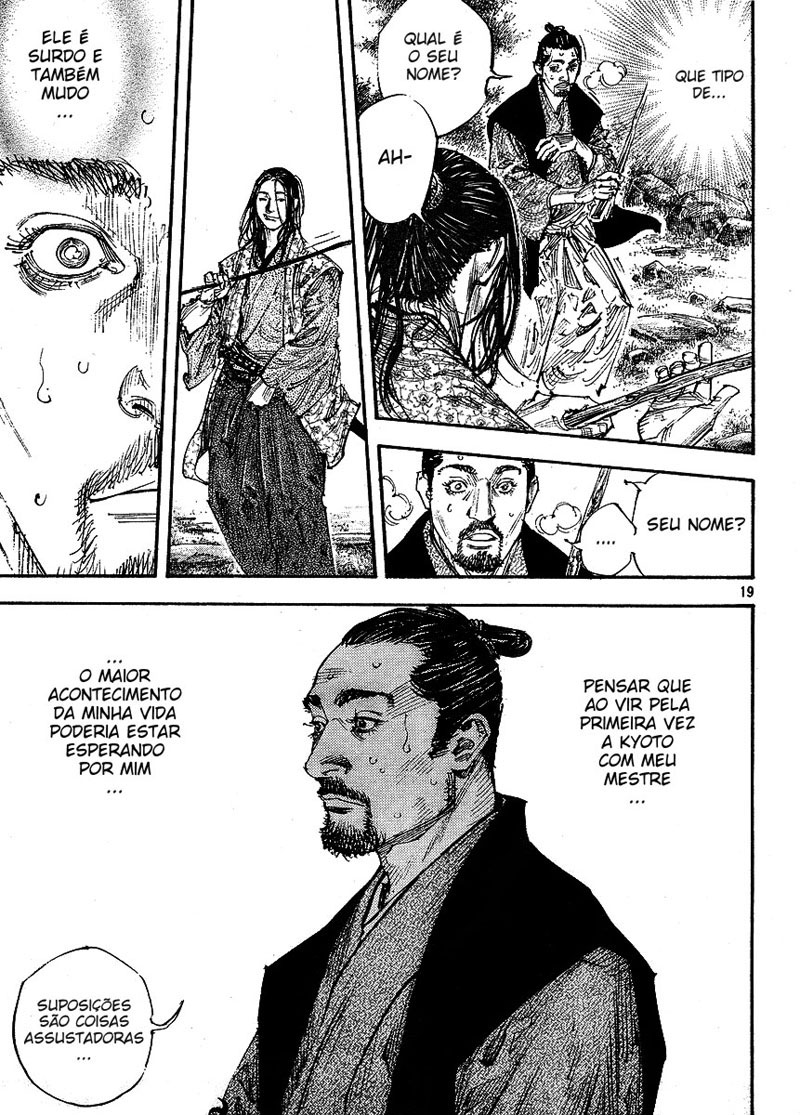 QUE TIPO
DE...
QUAL É
O SEU
NOME?
AH-
ELE É
SURDO E
TAMBÉM
MUDO
...
SEU NOME?
....
19
PENSAR QUE
AO VIR PELA
PRIMEIRA VEZ
A KYOTO
COM MEU
MESTRE
...
...
O MAIOR
ACONTECIMENTO
DA MINHA VIDA
PODERIA ESTAR
ESPERANDO
POR MIM
...
SUPOSIÇÕES
SÃO COISAS
ASSUSTADORAS
...